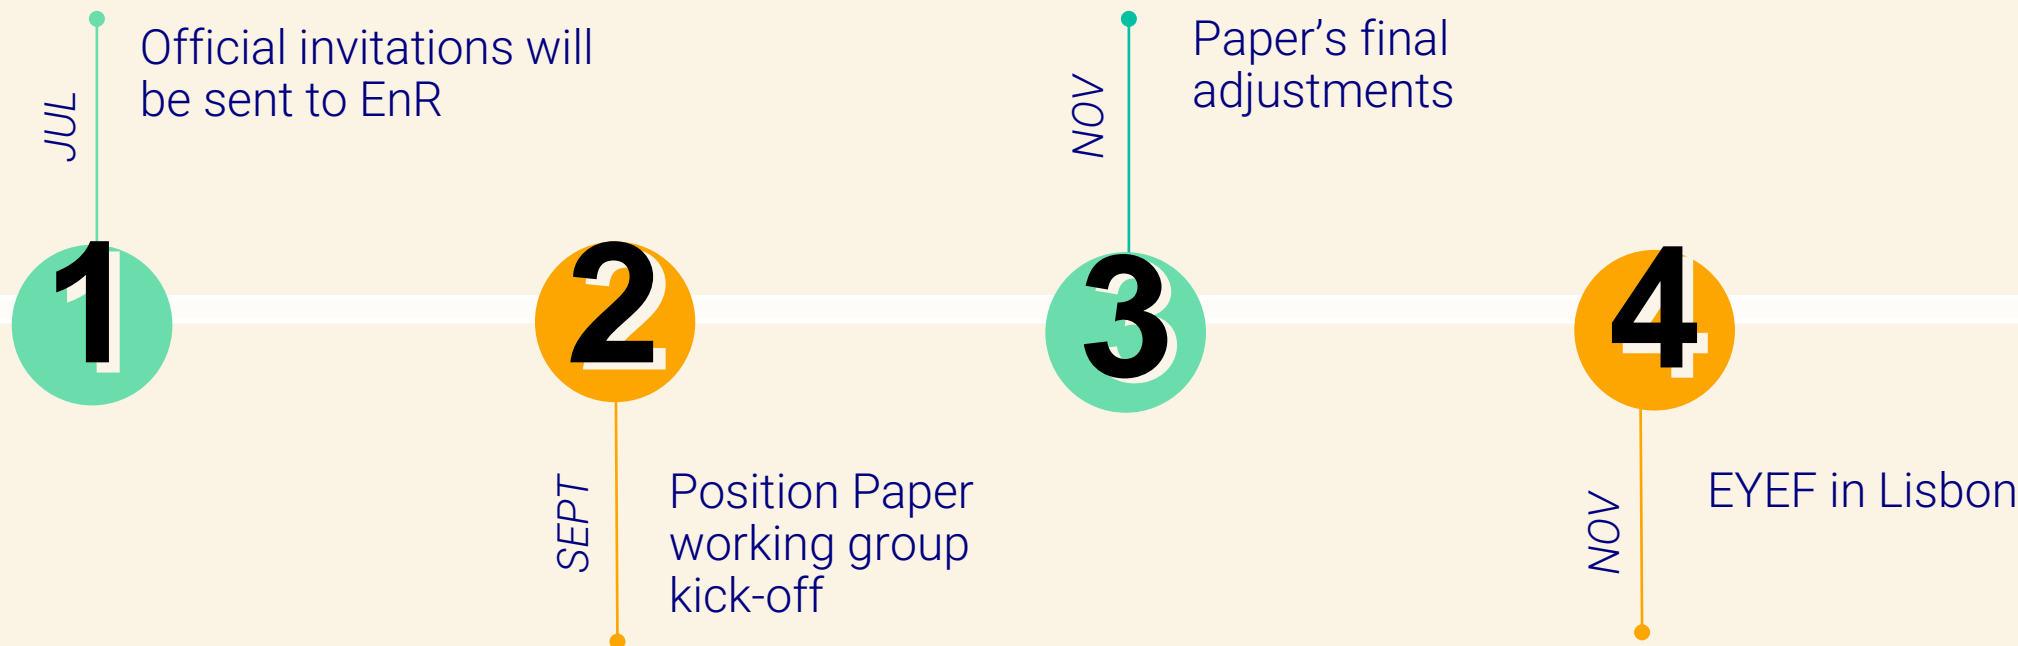 JUL
Official invitations will
be sent to EnR
1
SEPT
Position Paper
working group
kick-off
2
NOV
Paper's final
adjustments
3
NOV
EYEF in Lisbon
4